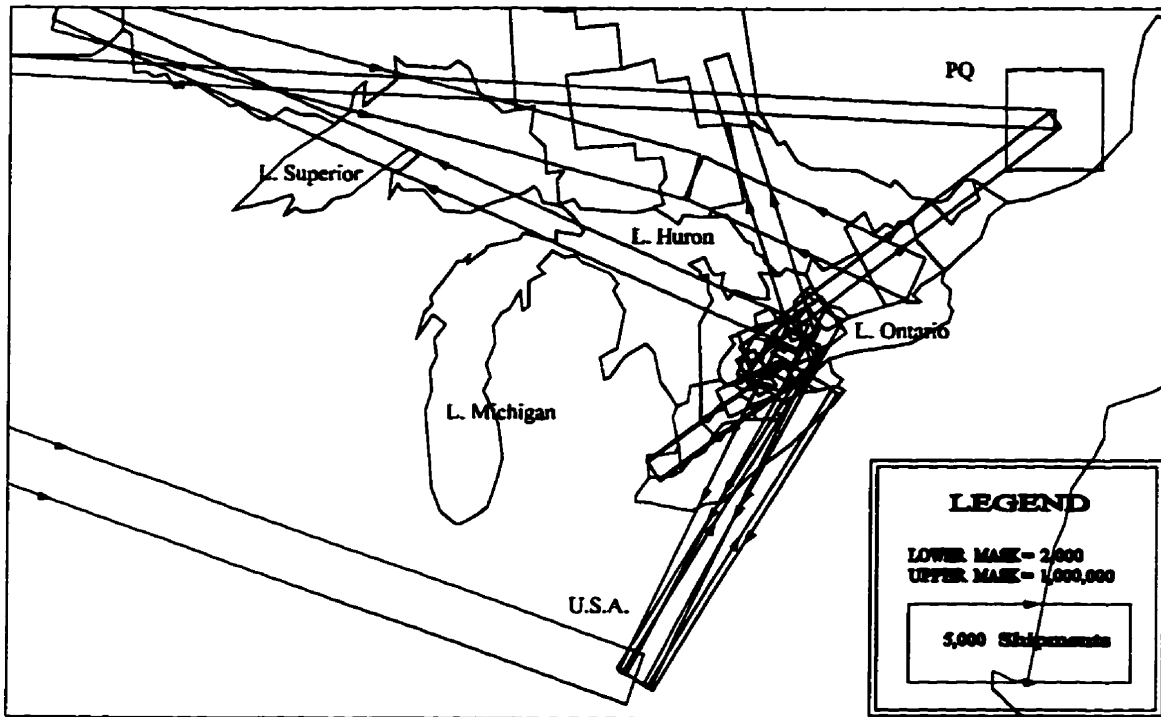 PQ
L. Superior
L. Huron
L. Ontario
L. Michigan
U.S.A.
LEGEND
LOWER MASK = 2,000
UPPER MASK = 1,000,000
5,000 Shipments